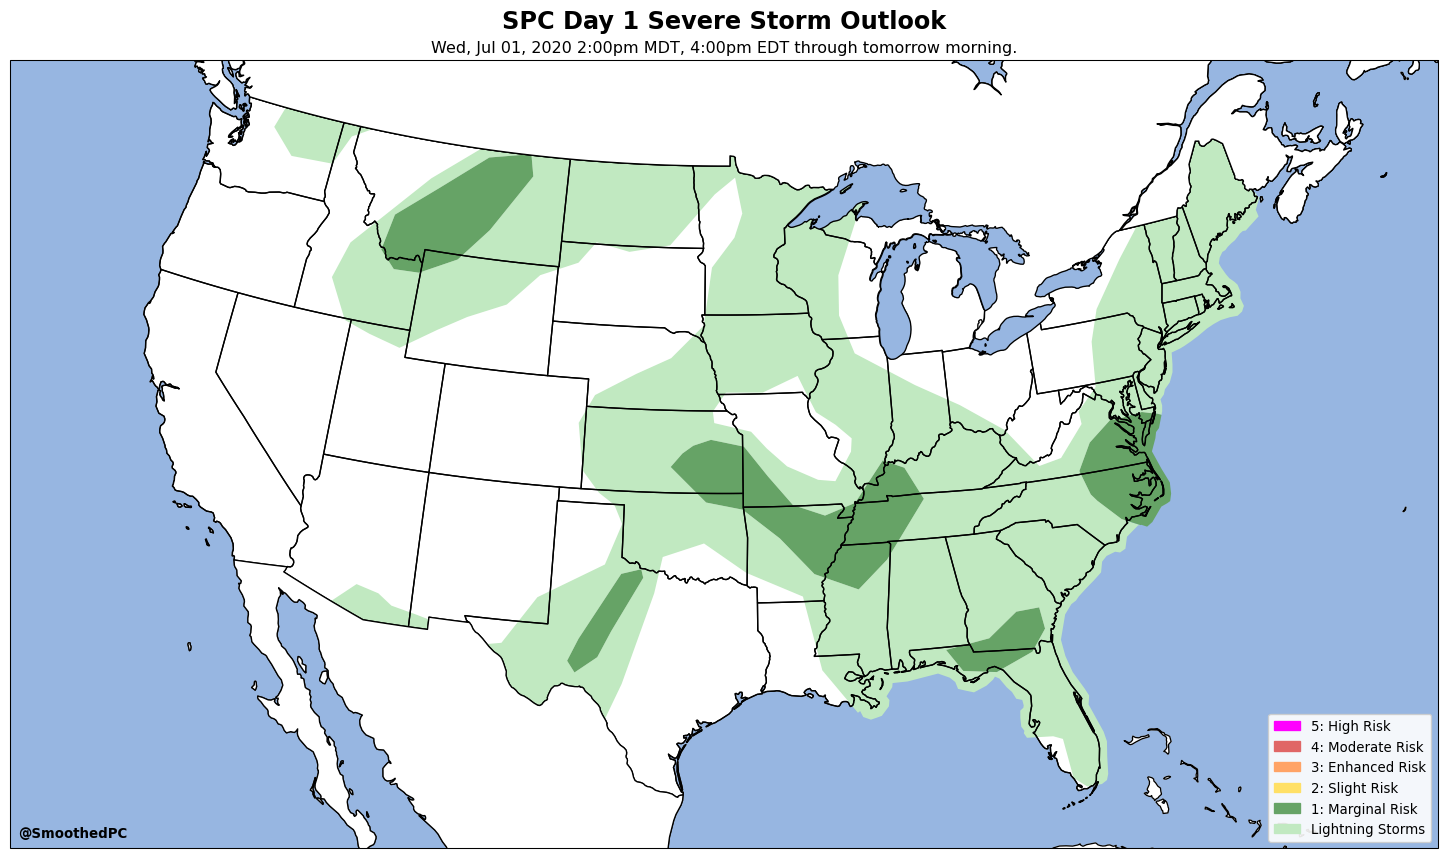 SPC Day 1 Severe Storm Outlook
Wed, Jul 01, 2020 2:00pm MDT, 4:00pm EDT through tomorrow morning.
5: High Risk
4: Moderate Risk
3: Enhanced Risk
2: Slight Risk
1: Marginal Risk
Lightning Storms
@SmoothedPC